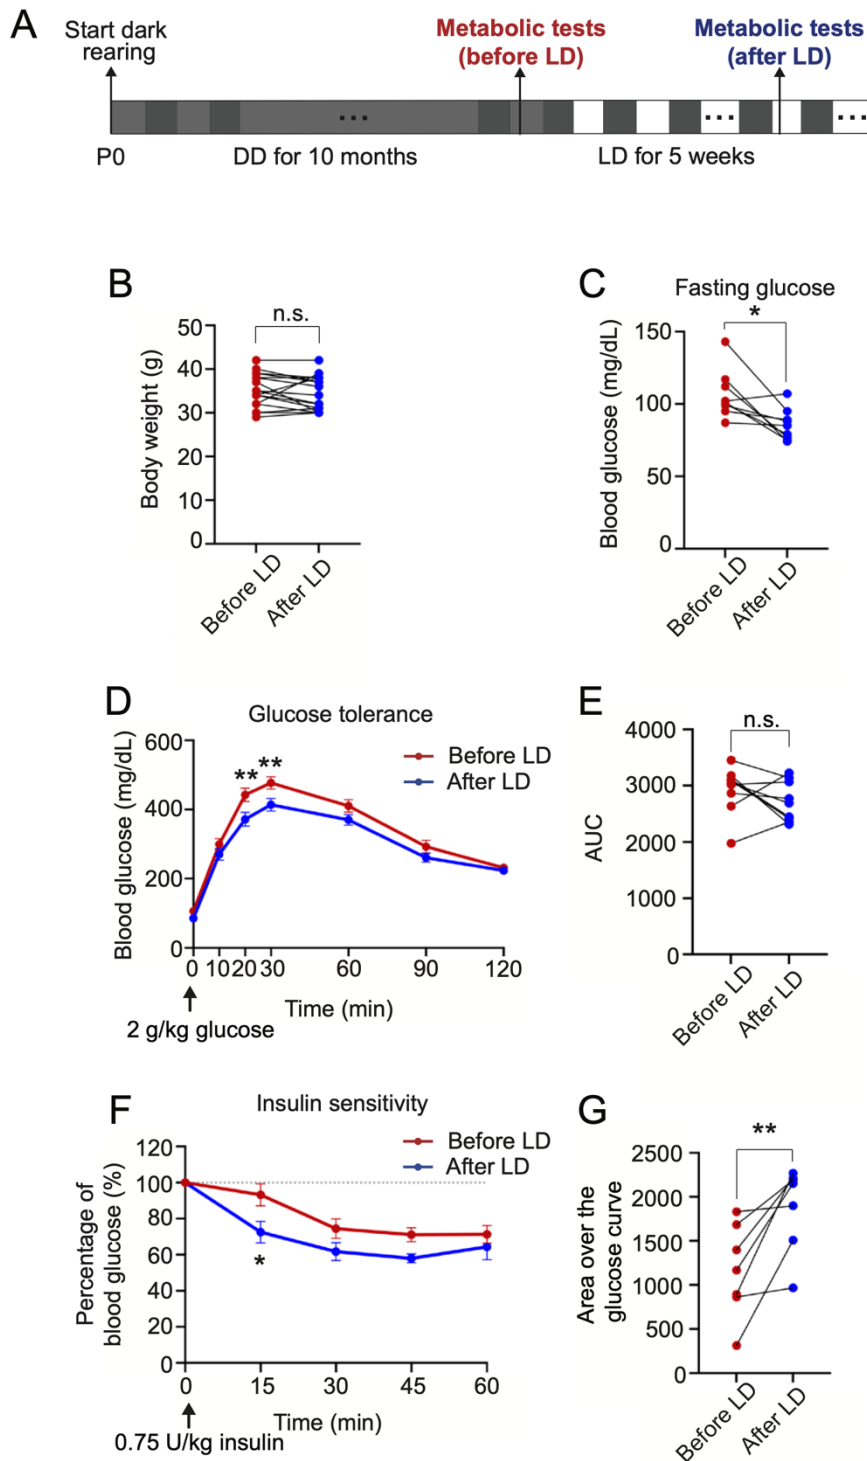 A
Start dark
rearing
Metabolic tests
(before LD)
Metabolic tests
(after LD)
...
...
...
P0
DD for 10 months
LD for 5 weeks
B
n.s.
50
40
30
20
10
0
Body weight (g)
Before LD
After LD
C
Fasting glucose
*
150
100
50
0
Blood glucose (mg/dL)
Before LD
After LD
D
Glucose tolerance
600
400
200
0
Blood glucose (mg/dL)
** **
Before LD
After LD
0 10 20 30 60 90 120
Time (min)
2 g/kg glucose
E
n.s.
4000
3000
2000
1000
0
AUC
Before LD
After LD
F
Insulin sensitivity
120
100
80
60
40
20
0
Percentage of
blood glucose (%)
Before LD
After LD
*
0 15 30 45 60
Time (min)
0.75 U/kg insulin
G
**
2500
2000
1500
1000
500
0
Area over the
glucose curve
Before LD
After LD